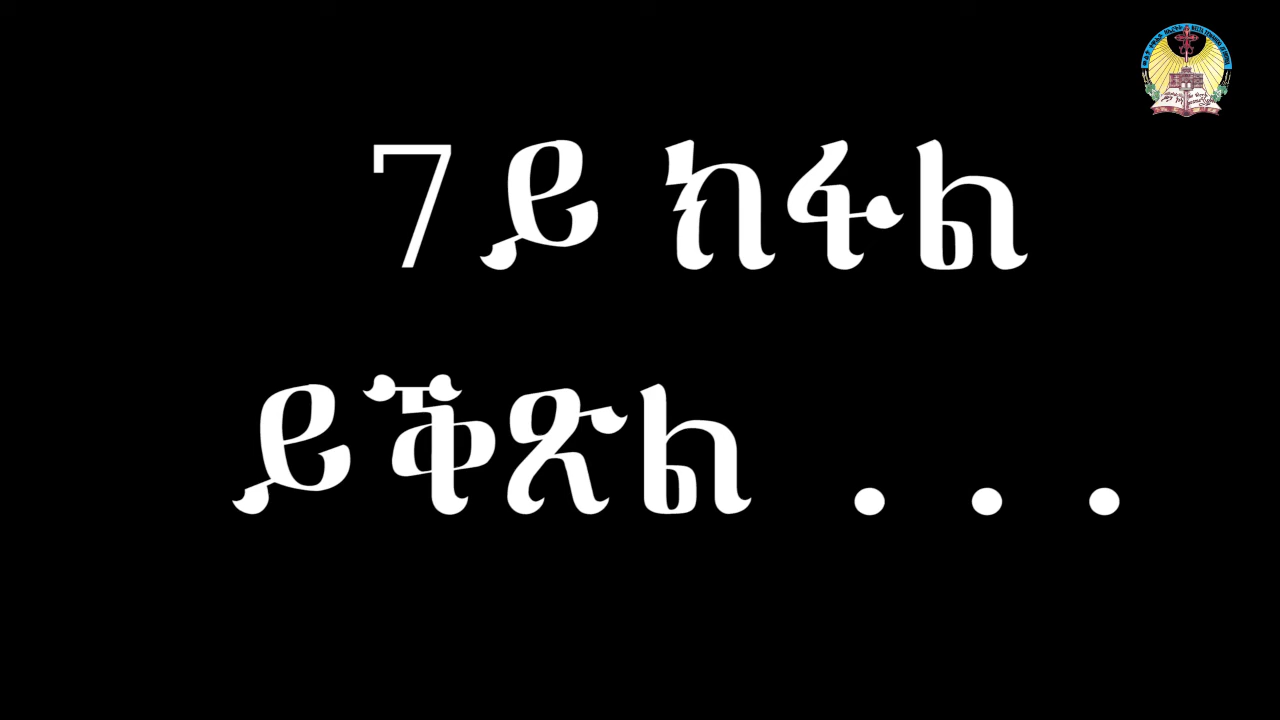 7ይ ክፋል
ይቕጽል . . .